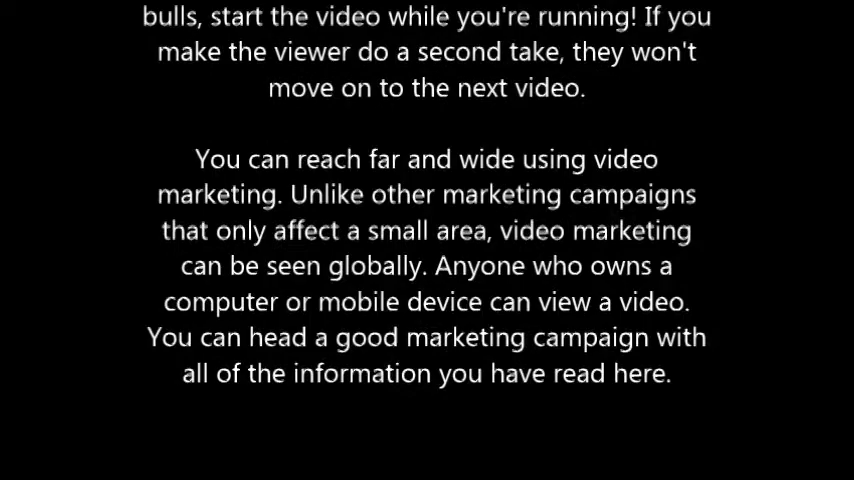 bulls, start the video while you're running! If you
make the viewer do a second take, they won't
move on to the next video.
You can reach far and wide using video
marketing. Unlike other marketing campaigns
that only affect a small area, video marketing
can be seen globally. Anyone who owns a
computer or mobile device can view a video.
You can head a good marketing campaign with
all of the information you have read here.